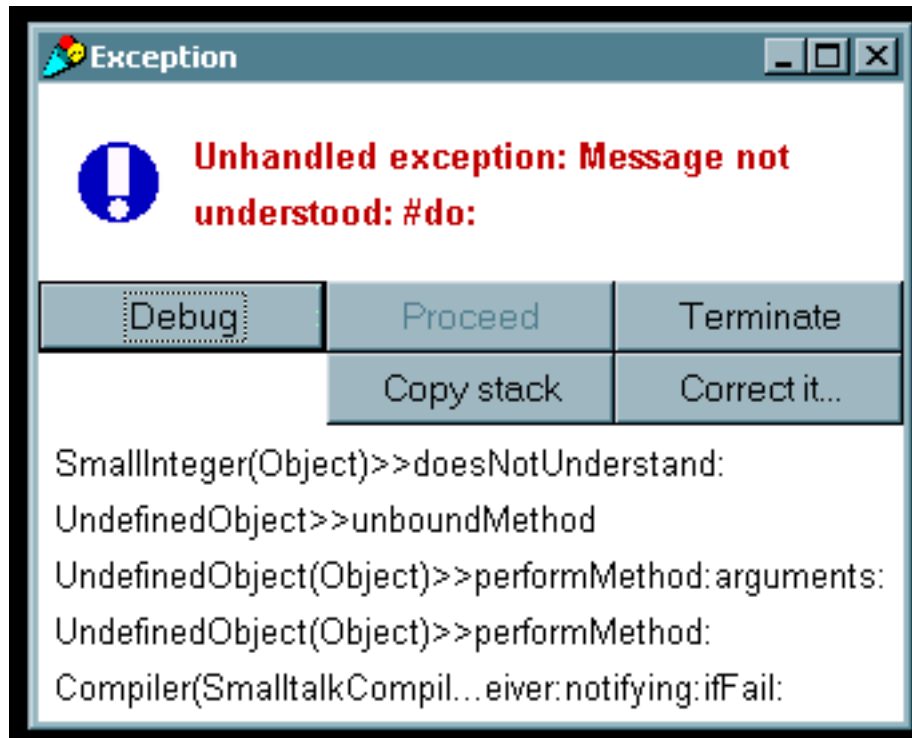 Exception
Unhandled exception: Message not
understood: #do:
Debug Proceed Terminate
Copy stack Correct it...
SmallInteger(Object)>>doesNotUnderstand:
UndefinedObject>>unboundMethod
UndefinedObject(Object)>>performMethod:arguments:
UndefinedObject(Object)>>performMethod:
Compiler(SmalltalkCompil...eiver:notifying:ifFail: